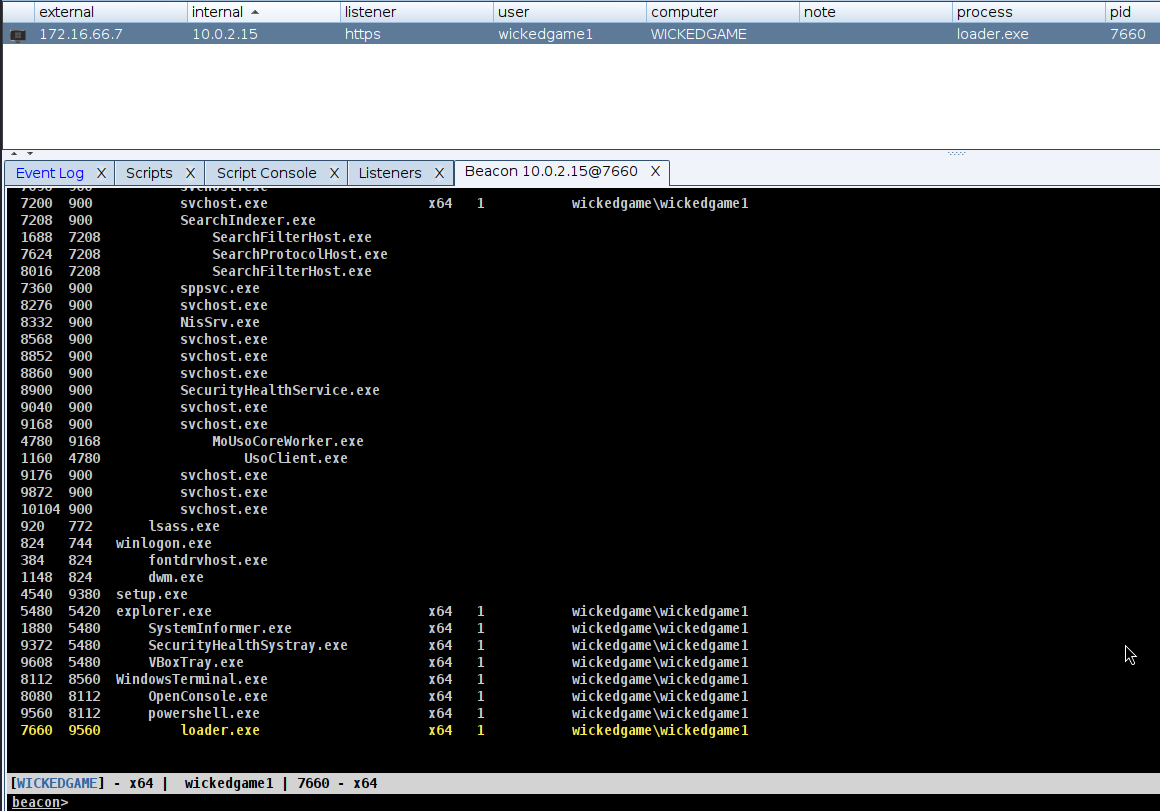 external internal listener user computer note process pid
172.16.66.7 10.0.2.15 https wickedgame1 WICKEDGAME loader.exe 7660
Event Log X Scripts X Script Console X Listeners X Beacon 10.0.2.15@7660 X
7200 900 svchost.exe x64 1 wickedgame\wickedgame1
7208 900 SearchIndexer.exe
1688 7208 SearchFilterHost.exe
7624 7208 SearchProtocolHost.exe
8016 7208 SearchFilterHost.exe
7360 900 sppsvc.exe
8276 900 svchost.exe
8332 900 NisSrv.exe
8568 900 svchost.exe
8852 900 svchost.exe
8860 900 svchost.exe
8900 900 SecurityHealthService.exe
9040 900 svchost.exe
9168 900 svchost.exe
4780 9168 MoUsoCoreWorker.exe
1160 4780 UsoClient.exe
9176 900 svchost.exe
9872 900 svchost.exe
10104 900 svchost.exe
920 772 lsass.exe
824 744 winlogon.exe
384 824 fontdrvhost.exe
1148 824 dwm.exe
4540 9380 setup.exe
5480 5420 explorer.exe x64 1 wickedgame\wickedgame1
1880 5480 SystemInformer.exe x64 1 wickedgame\wickedgame1
9372 5480 SecurityHealthSystray.exe x64 1 wickedgame\wickedgame1
9608 5480 VBoxTray.exe x64 1 wickedgame\wickedgame1
8112 8560 WindowsTerminal.exe x64 1 wickedgame\wickedgame1
8080 8112 OpenConsole.exe x64 1 wickedgame\wickedgame1
9560 8112 powershell.exe x64 1 wickedgame\wickedgame1
7660 9560 loader.exe x64 1 wickedgame\wickedgame1
[WICKEDGAME] - x64 | wickedgame1 | 7660 - x64
beacon>